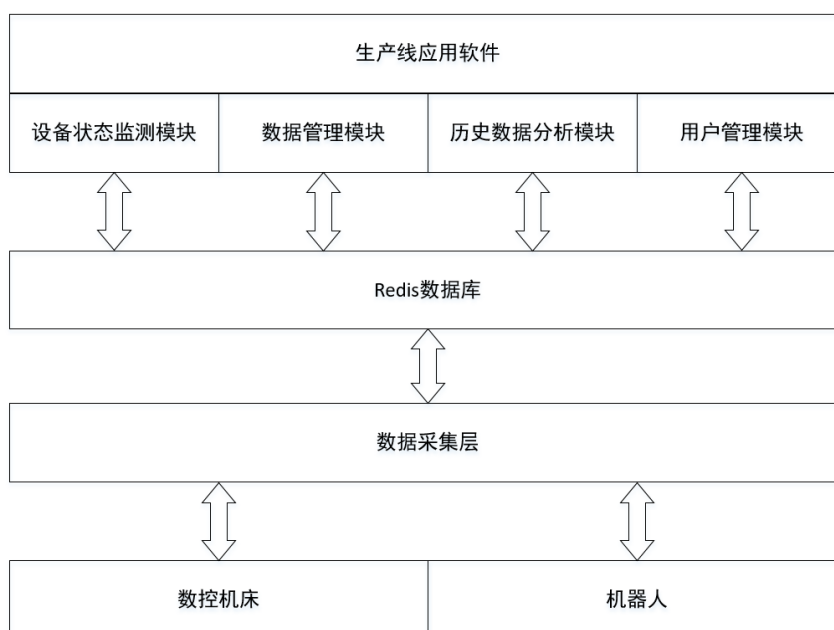 生产线应用软件
设备状态监测模块 数据管理模块 历史数据分析模块 用户管理模块
Redis数据库
数据采集层
数控机床 机器人